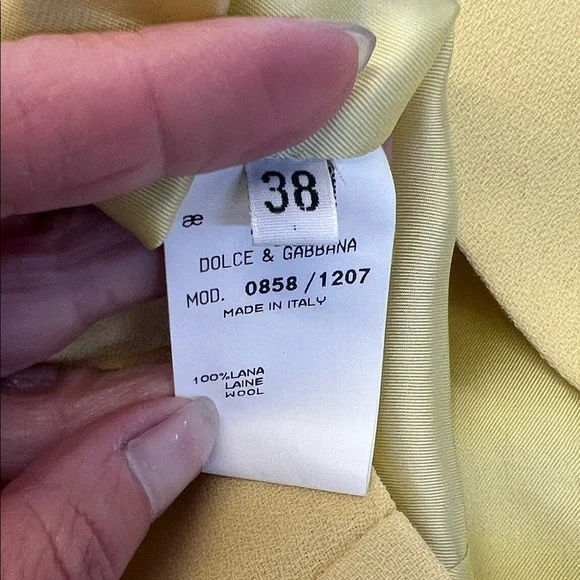 38
æ
DOLCE & GABBANA
MOD. 0858/1207
MADE IN ITALY
100%LANA
LAINE
WOOL